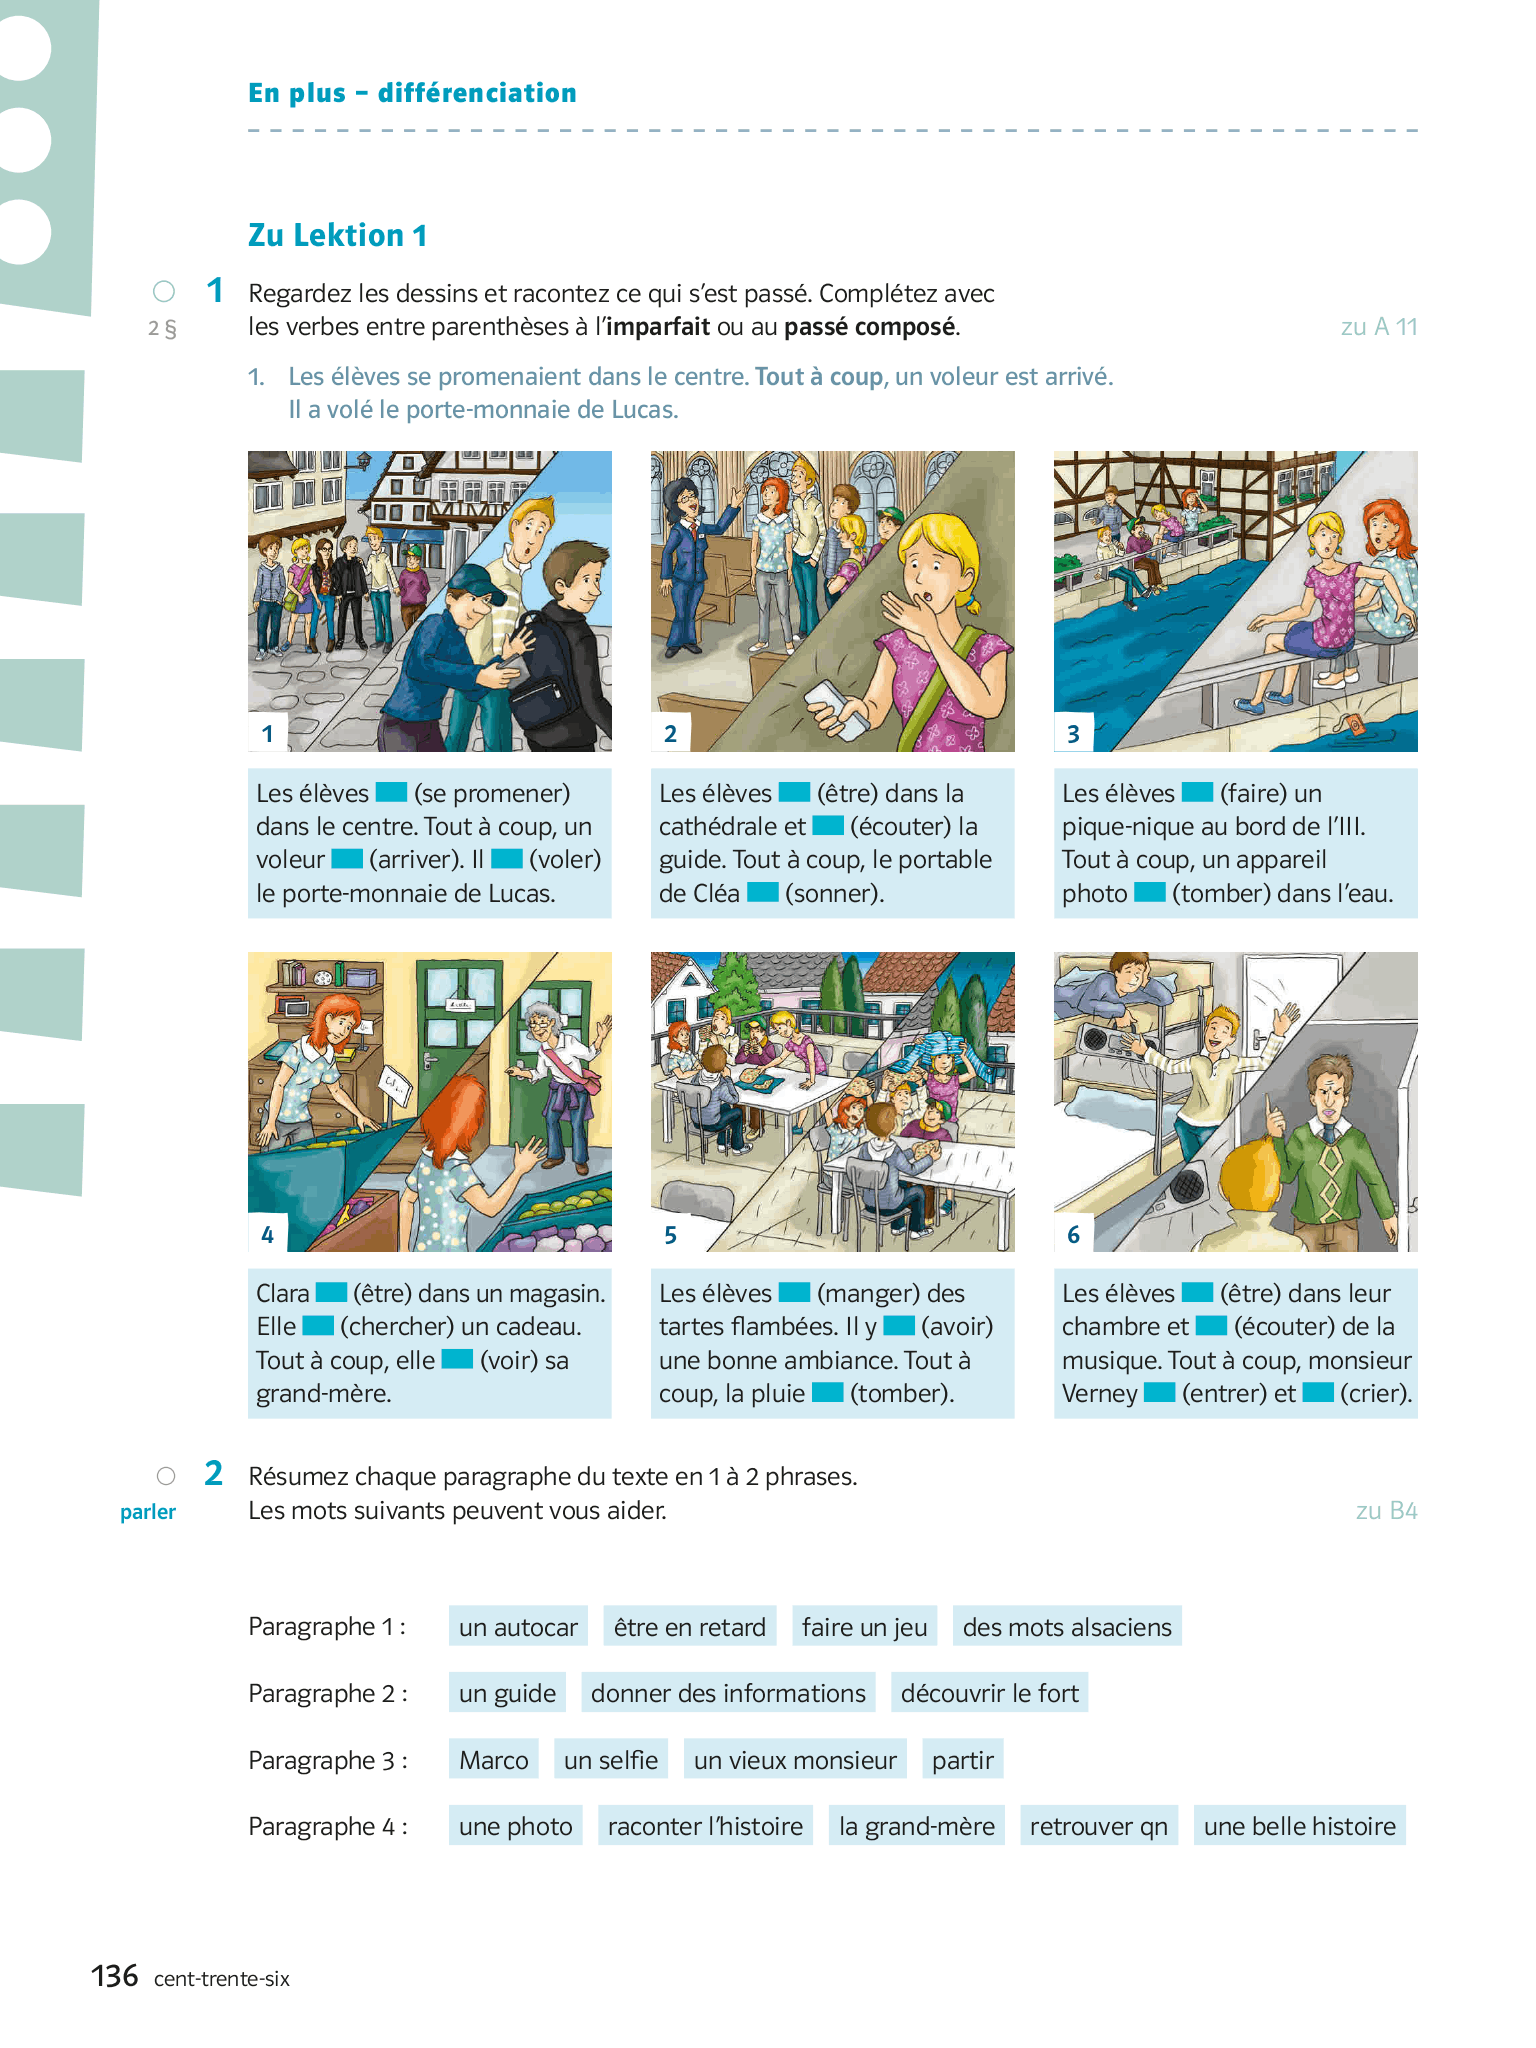 En plus – différenciation
Zu Lektion 1
1 Regardez les dessins et racontez ce qui s’est passé. Complétez avec
2 § les verbes entre parenthèses à l’imparfait ou au passé composé. zu A 11
1. Les élèves se promenaient dans le centre. Tout à coup, un voleur est arrivé.
Il a volé le porte-monnaie de Lucas.
1
2
3
Les élèves (se promener)
dans le centre. Tout à coup, un
voleur (arriver). Il (voler)
le porte-monnaie de Lucas.
Les élèves (être) dans la
cathédrale et (écouter) la
guide. Tout à coup, le portable
de Cléa (sonner).
Les élèves (faire) un
pique-nique au bord de l’Ill.
Tout à coup, un appareil
photo (tomber) dans l’eau.
4
5
6
Clara (être) dans un magasin.
Elle (chercher) un cadeau.
Tout à coup, elle (voir) sa
grand-mère.
Les élèves (manger) des
tartes flambées. Il y (avoir)
une bonne ambiance. Tout à
coup, la pluie (tomber).
Les élèves (être) dans leur
chambre et (écouter) de la
musique. Tout à coup, monsieur
Verney (entrer) et (crier).
2 Résumez chaque paragraphe du texte en 1 à 2 phrases.
parler Les mots suivants peuvent vous aider. zu B4
Paragraphe 1 : un autocar être en retard faire un jeu des mots alsaciens
Paragraphe 2 : un guide donner des informations découvrir le fort
Paragraphe 3 : Marco un selfie un vieux monsieur partir
Paragraphe 4 : une photo raconter l’histoire la grand-mère retrouver qn une belle histoire
136 cent-trente-six